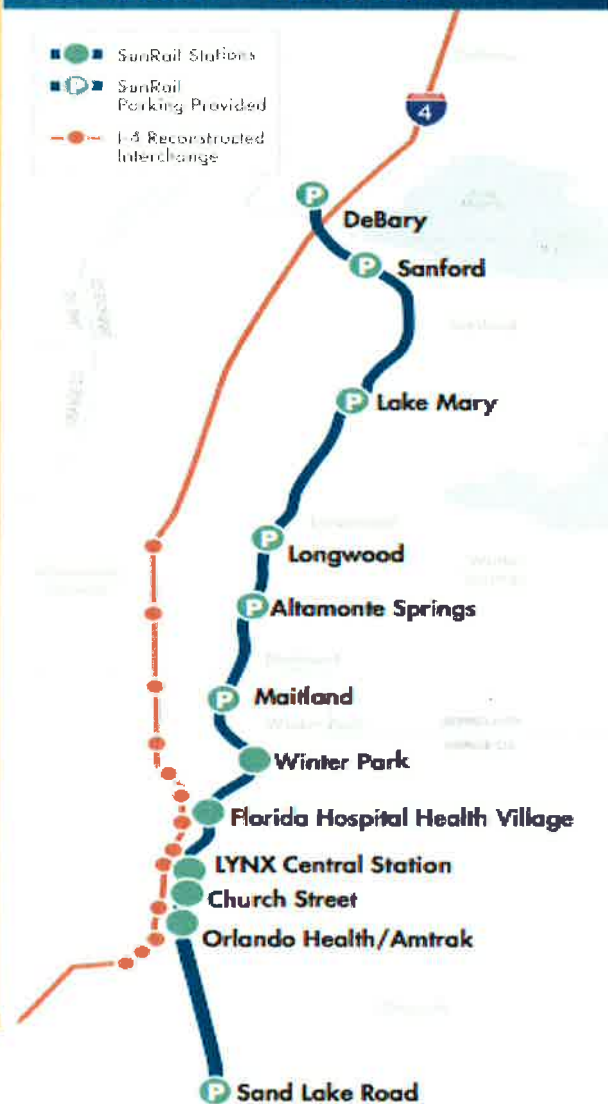 SunRail Stations
P SunRail
Parking Provided
I-4 Reconstructed
Interchange
4
P
DeBary
P Sanford
P Lake Mary
P
Longwood
P Altamonte Springs
P Maitland
Winter Park
Florida Hospital Health Village
LYNX Central Station
Church Street
Orlando Health/Amtrak
P Sand Lake Road